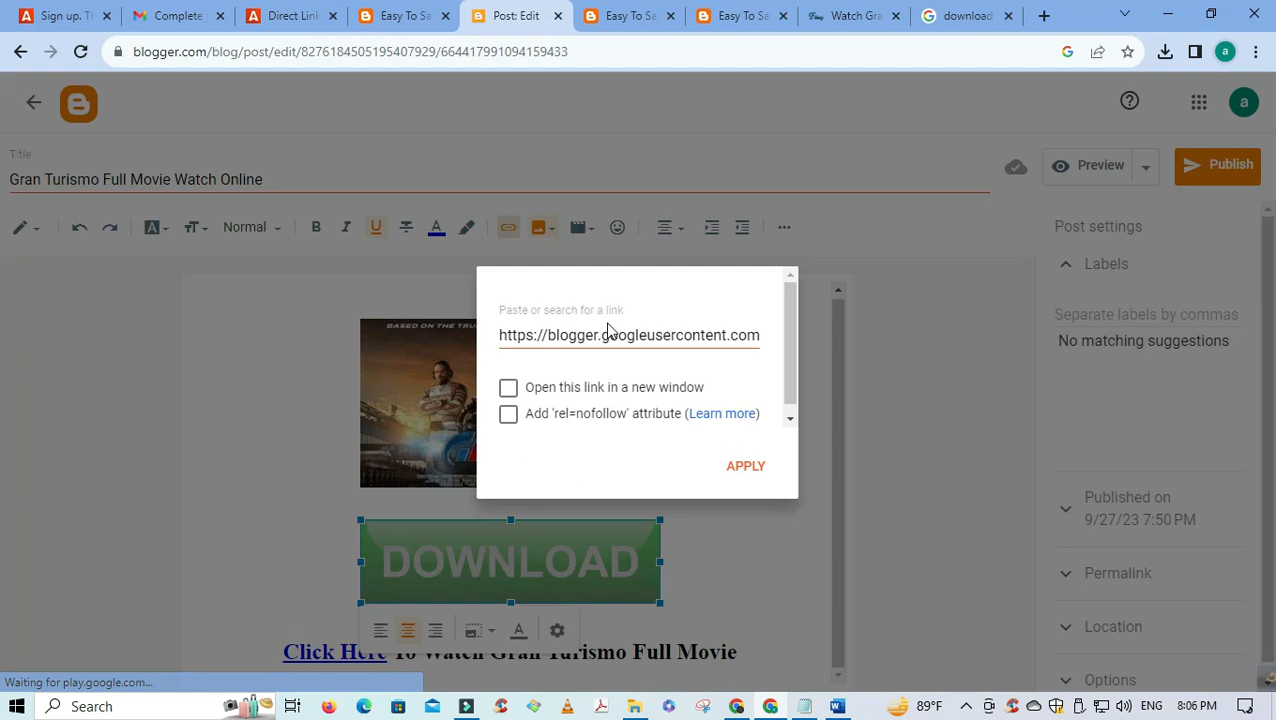 Sign up. T
Complete
Direct Lin
Easy To Sa
Post: Edit
Easy To Sa
Easy To Sa
Watch Gra
download
blogger.com/blog/post/edit/8276184505195407929/664417991094159433
a
a
Title
Gran Turismo Full Movie Watch Online
Preview
Publish
Normal
B I U S A
Post settings
Labels
Separate labels by commas
No matching suggestions
BASED ON THE TRU
Paste or search for a link
https://blogger.googleusercontent.com
Open this link in a new window
Add 'rel=nofollow' attribute (Learn more)
APPLY
DOWNLOAD
Published on
9/27/23 7:50 PM
Permalink
Location
Options
Click Here To Watch Gran Turismo Full Movie
Waiting for play.google.com...
Search
89°F
ENG
8:06 PM